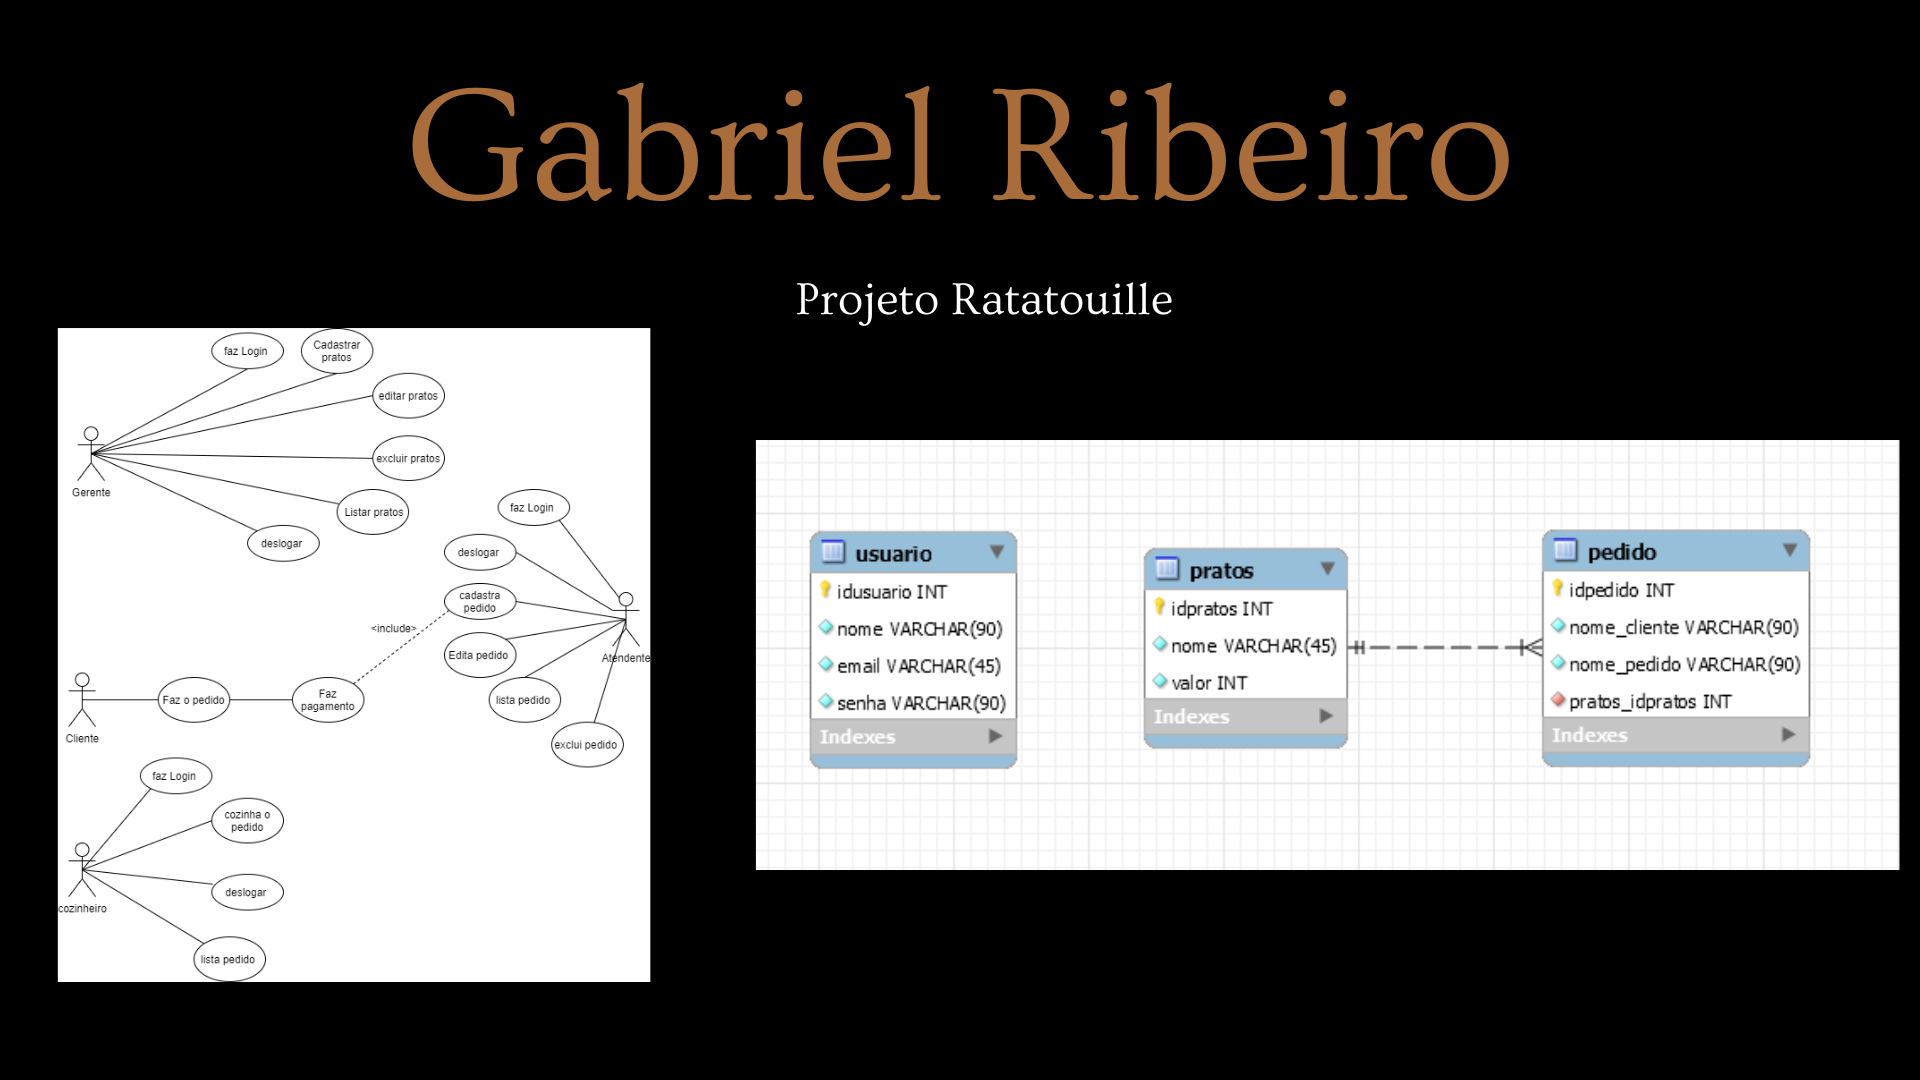 Gabriel Ribeiro
Projeto Ratatouille
faz Login
Cadastrar
pratos
editar pratos
excluir pratos
Listar pratos
deslogar
Gerente
faz Login
deslogar
cadastra
pedido
Edita pedido
lista pedido
exclui pedido
Atendente
<include>
Faz o pedido
Faz
pagamento
Cliente
faz Login
cozinha o
pedido
deslogar
lista pedido
cozinheiro
usuario
idusuario INT
nome VARCHAR(90)
email VARCHAR(45)
senha VARCHAR(90)
Indexes
pratos
idpratos INT
nome VARCHAR(45)
valor INT
Indexes
pedido
idpedido INT
nome_cliente VARCHAR(90)
nome_pedido VARCHAR(90)
pratos_idpratos INT
Indexes